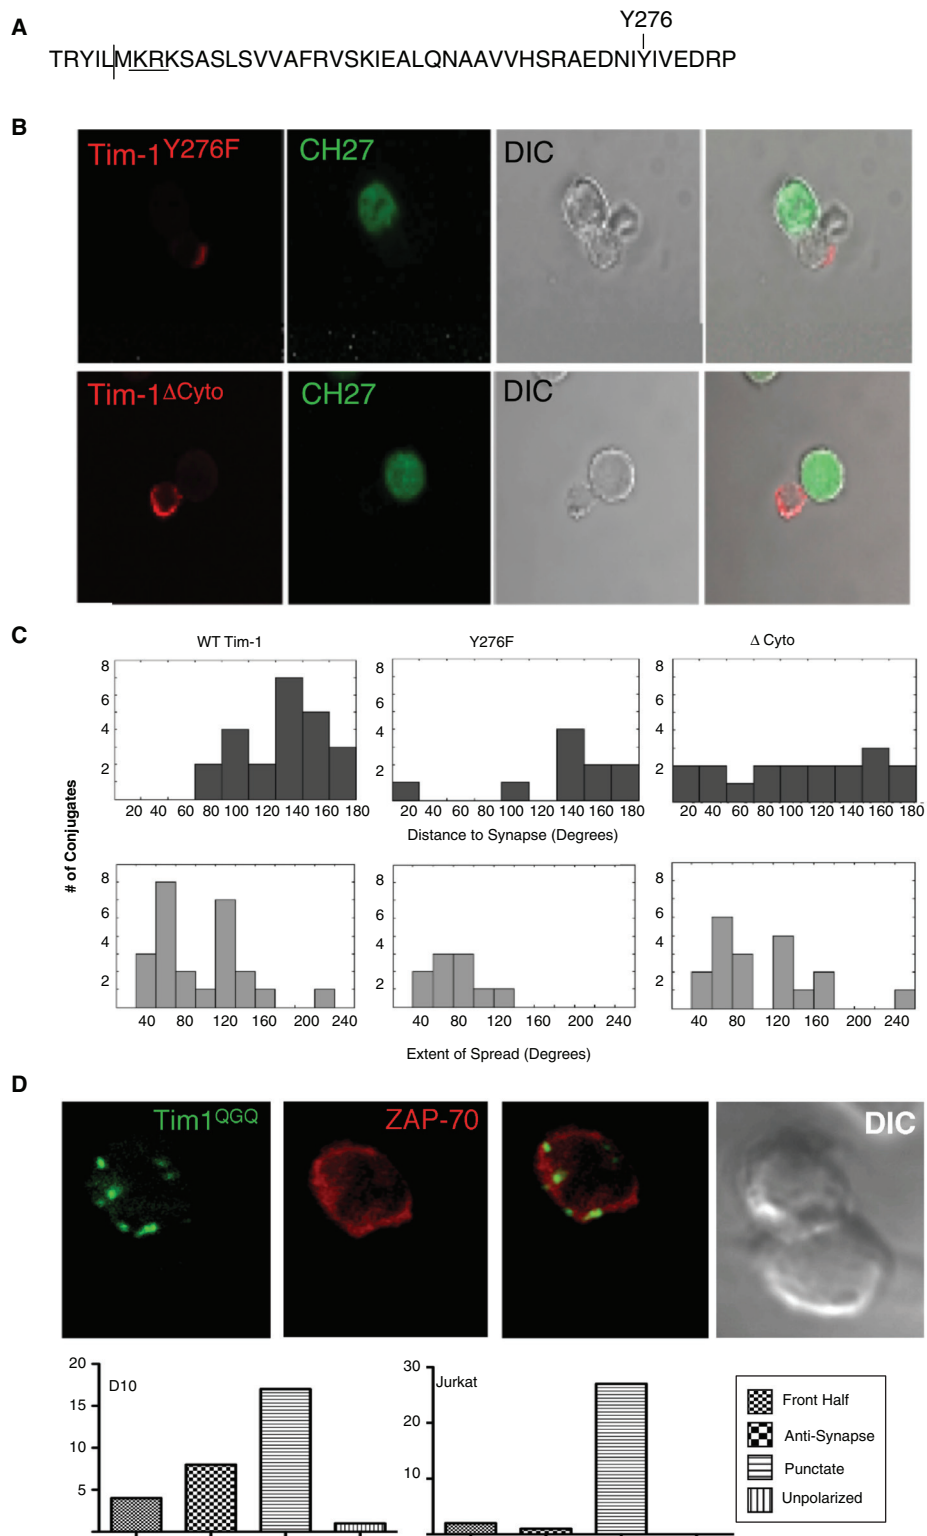 A
Y276
TRYILMKRKSASLSVVAFRVSKIEALQNAAVVHSRAEDNIYIVEDRP
B
Tim-1Y276F
CH27
DIC
Tim-1ΔCyto
CH27
DIC
C
WT Tim-1
Y276F
Δ Cyto
# of Conjugates
8
6
4
2
20 40 60 80 100 120 140 160 180
8
6
4
2
20 40 60 80 100 120 140 160 180
8
6
4
2
20 40 60 80 100 120 140 160 180
Distance to Synapse (Degrees)
8
6
4
2
40 80 120 160 200 240
8
6
4
2
40 80 120 160 200 240
8
6
4
2
40 80 120 160 200 240
Extent of Spread (Degrees)
D
Tim1QGQ
ZAP-70
DIC
20
15
10
5
D10
30
20
10
Jurkat
Front Half
Anti-Synapse
Punctate
Unpolarized